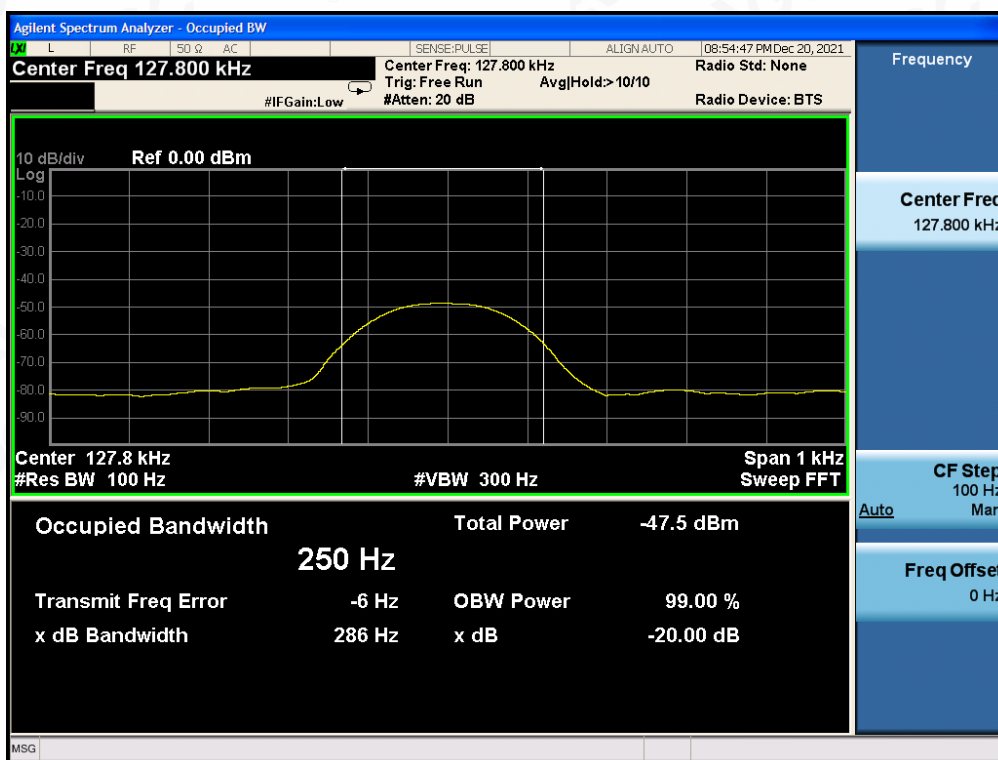 Agilent Spectrum Analyzer - Occupied BW
LXI L RF 50 Ω AC SENSE:PULSE ALIGN AUTO 08:54:47 PM Dec 20, 2021
Center Freq 127.800 kHz
Center Freq: 127.800 kHz
Radio Std: None
Trig: Free Run Avg|Hold:> 10/10
#IFGain:Low
#Atten: 20 dB
Radio Device: BTS
10 dB/div Ref 0.00 dBm
Log
-10.0
-20.0
-30.0
-40.0
-50.0
-60.0
-70.0
-80.0
-90.0
Center 127.8 kHz Span 1 kHz
#Res BW 100 Hz #VBW 300 Hz Sweep FFT
Occupied Bandwidth Total Power -47.5 dBm
250 Hz
Transmit Freq Error -6 Hz OBW Power 99.00 %
x dB Bandwidth 286 Hz x dB -20.00 dB
MSG
Frequency
Center Freq
127.800 kHz
CF Step
100 Hz
Auto Man
Freq Offset
0 Hz